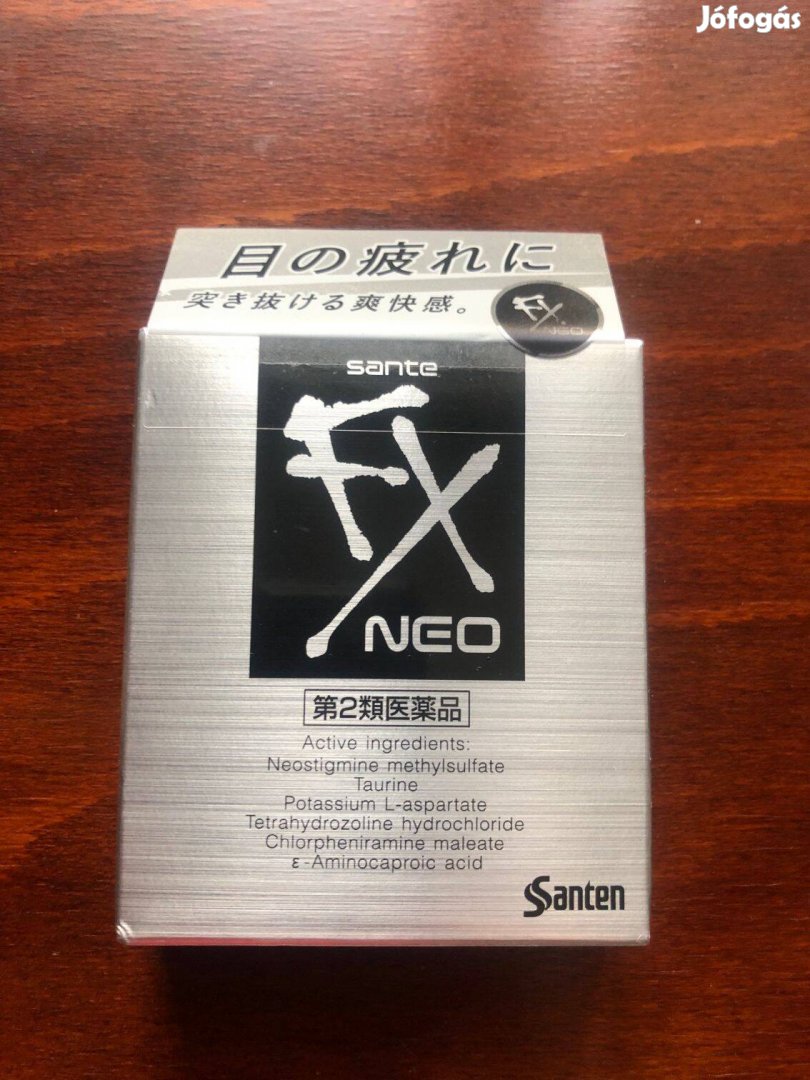 Jófogás
目の疲れに
突き抜ける爽快感。
FX
NEO
sante
FX
NEO
第2類医薬品
Active ingredients:
Neostigmine methylsulfate
Taurine
Potassium L-aspartate
Tetrahydrozoline hydrochloride
Chlorpheniramine maleate
ε-Aminocaproic acid
Santen